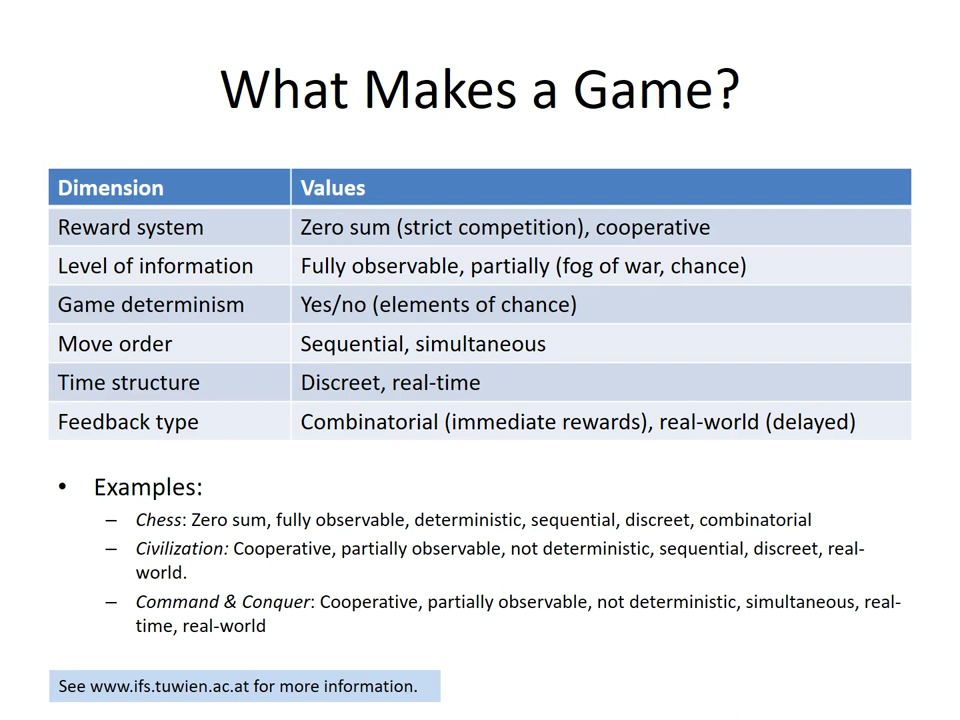 What Makes a Game?
Dimension Values
Reward system Zero sum (strict competition), cooperative
Level of information Fully observable, partially (fog of war, chance)
Game determinism Yes/no (elements of chance)
Move order Sequential, simultaneous
Time structure Discreet, real-time
Feedback type Combinatorial (immediate rewards), real-world (delayed)
• Examples:
– Chess: Zero sum, fully observable, deterministic, sequential, discreet, combinatorial
– Civilization: Cooperative, partially observable, not deterministic, sequential, discreet, real-
world.
– Command & Conquer: Cooperative, partially observable, not deterministic, simultaneous, real-
time, real-world
See www.ifs.tuwien.ac.at for more information.